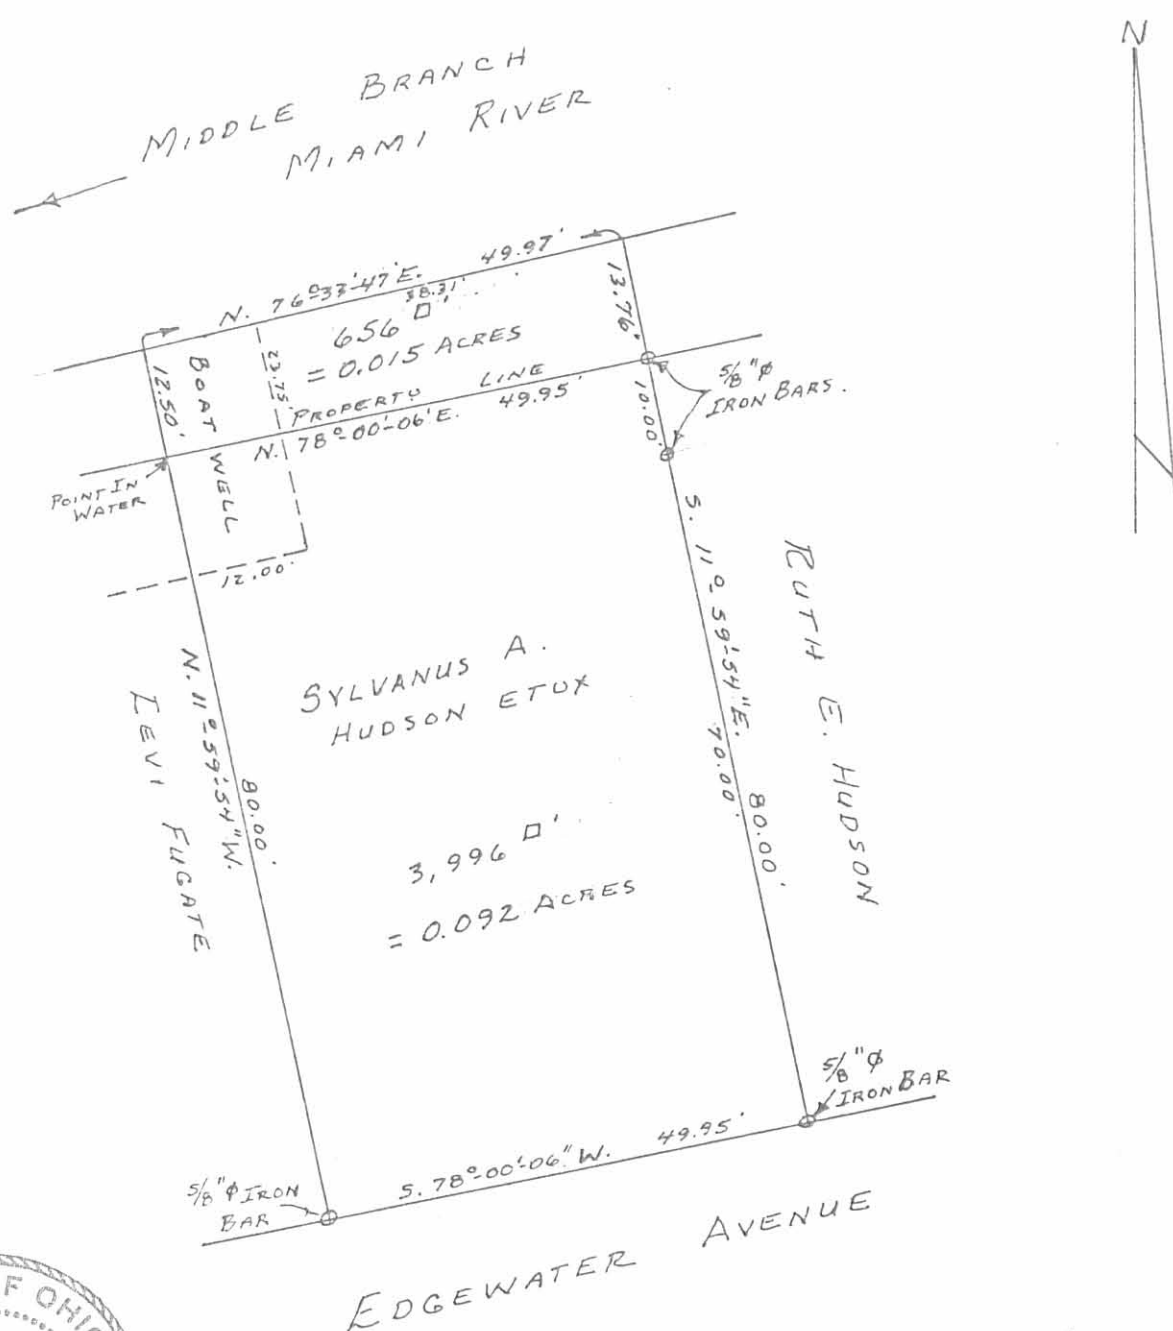 N
MIDDLE BRANCH
MIAMI RIVER
N. 76°-33'-47"E. 49.97'
38.31'
656 □'
= 0.015 ACRES
13.76'
12.50'
BOAT WELL
23.75'
PROPERTY LINE
N. 78°-00'-06"E. 49.95'
10.00'
5/8"ϕ
IRON BARS.
POINT IN
WATER
12.00'
S. 11°-59'-54"E.
70.00'
80.00'
RUTH E. HUDSON
SYLVANUS A.
HUDSON ETUX
N. 11°-59'-54"W.
80.00'
LEVI FUGATE
3,996 □'
= 0.092 ACRES
5/8"ϕ
IRON BAR
S. 78°-00'-06"W. 49.95'
5/8"ϕ IRON
BAR
EDGEWATER AVENUE
F OHIO